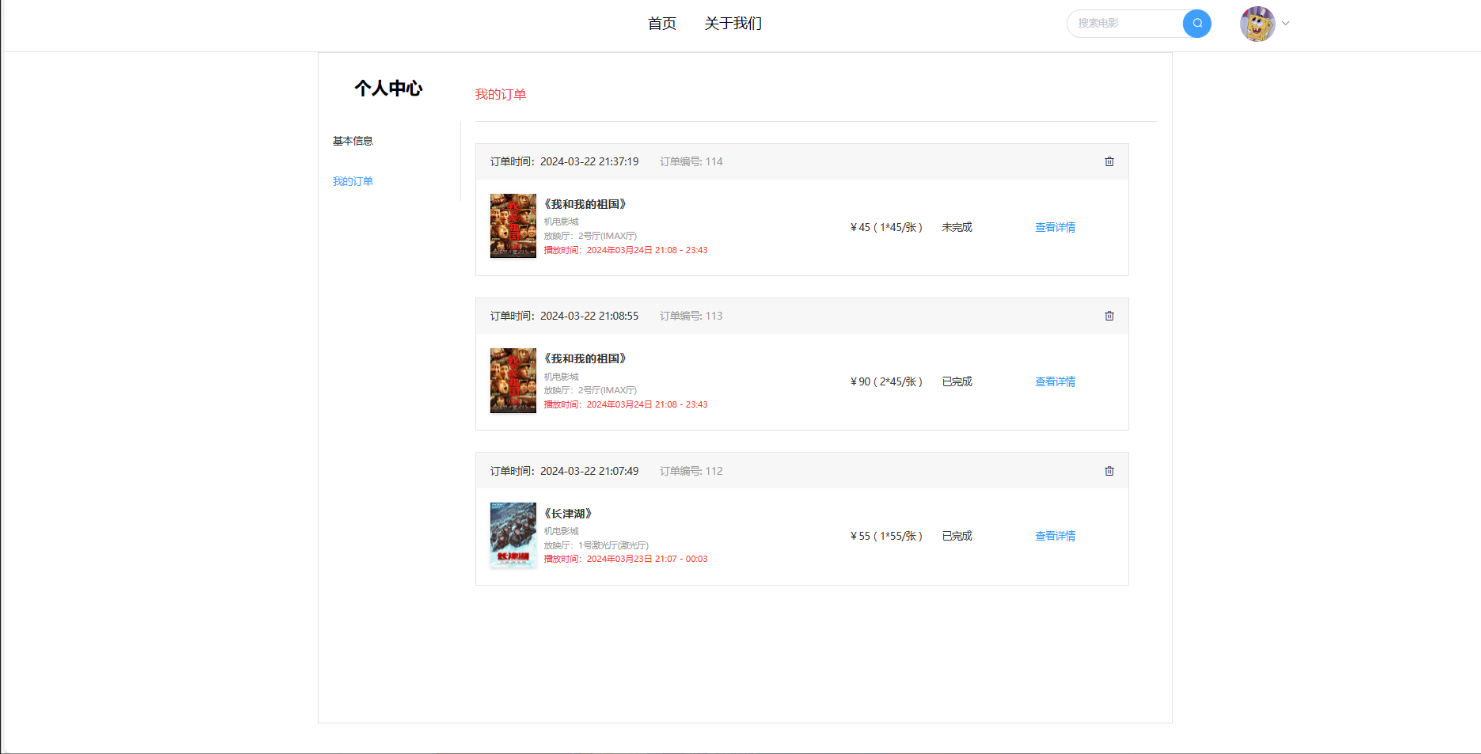 首页 关于我们 搜索电影
个人中心
我的订单
基本信息
我的订单
订单时间：2024-03-22 21:37:19 订单编号: 114
《我和我的祖国》
机电影城
放映厅：2号厅(IMAX厅)
播放时间：2024年03月24日 21:08 - 23:43
￥45 ( 1*45/张 ) 未完成 查看详情
订单时间：2024-03-22 21:08:55 订单编号: 113
《我和我的祖国》
机电影城
放映厅：2号厅(IMAX厅)
播放时间：2024年03月24日 21:08 - 23:43
￥90 ( 2*45/张 ) 已完成 查看详情
订单时间：2024-03-22 21:07:49 订单编号: 112
《长津湖》
机电影城
放映厅：1号激光厅(激光厅)
播放时间：2024年03月23日 21:07 - 00:03
￥55 ( 1*55/张 ) 已完成 查看详情
长津湖